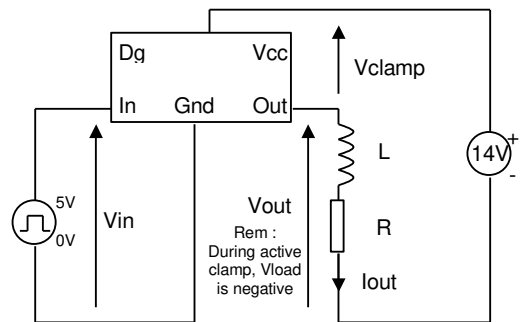 Dg Vcc
Vclamp
In Gnd Out
14V
+
-
L
5V
0V
Vin
Vout
R
Rem :
During active
clamp, Vload
is negative
Iout